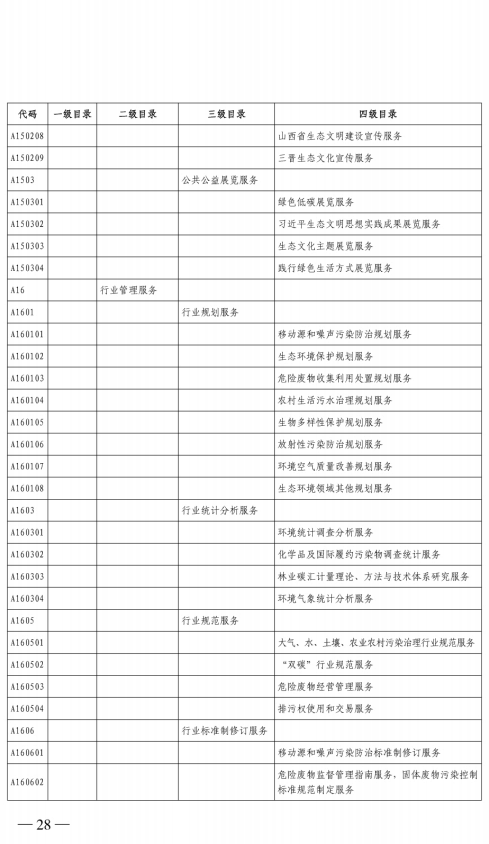 代码 一级目录 二级目录 三级目录 四级目录
A150208 山西省生态文明建设宣传服务
A150209 三晋生态文化宣传服务
A1503 公共公益展览服务
A150301 绿色低碳展览服务
A150302 习近平生态文明思想实践成果展览服务
A150303 生态文化主题展览服务
A150304 践行绿色生活方式展览服务
A16 行业管理服务
A1601 行业规划服务
A160101 移动源和噪声污染防治规划服务
A160102 生态环境保护规划服务
A160103 危险废物收集利用处置规划服务
A160104 农村生活污水治理规划服务
A160105 生物多样性保护规划服务
A160106 放射性污染防治规划服务
A160107 环境空气质量改善规划服务
A160108 生态环境领域其他规划服务
A1603 行业统计分析服务
A160301 环境统计调查分析服务
A160302 化学品及国际履约污染物调查统计服务
A160303 林业碳汇计量理论、方法与技术体系研究服务
A160304 环境气象统计分析服务
A1605 行业规范服务
A160501 大气、水、土壤、农业农村污染治理行业规范服务
A160502 “双碳”行业规范服务
A160503 危险废物经营管理服务
A160504 排污权使用和交易服务
A1606 行业标准制修订服务
A160601 移动源和噪声污染防治标准制修订服务
A160602 危险废物监督管理指南服务，固体废物污染控制
标准规范制定服务
— 28 —